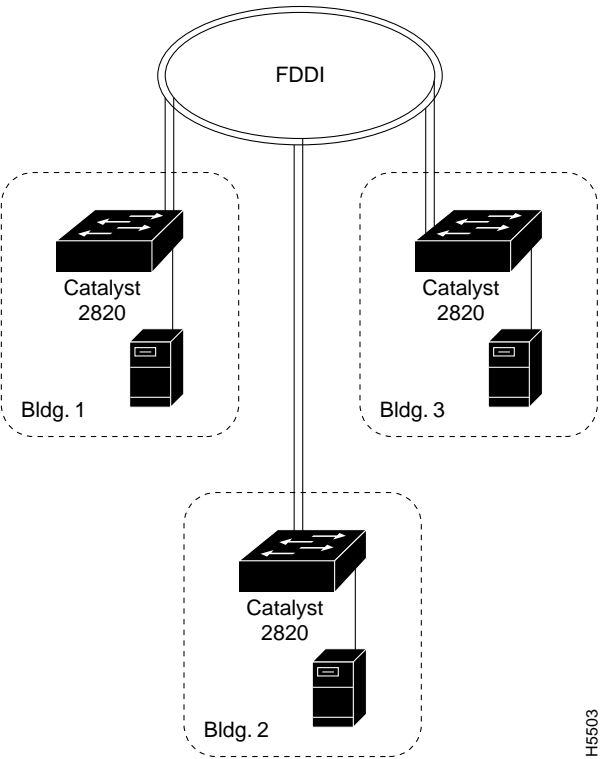 FDDI
Catalyst
2820
Bldg. 1
Catalyst
2820
Bldg. 3
Catalyst
2820
Bldg. 2
H5503